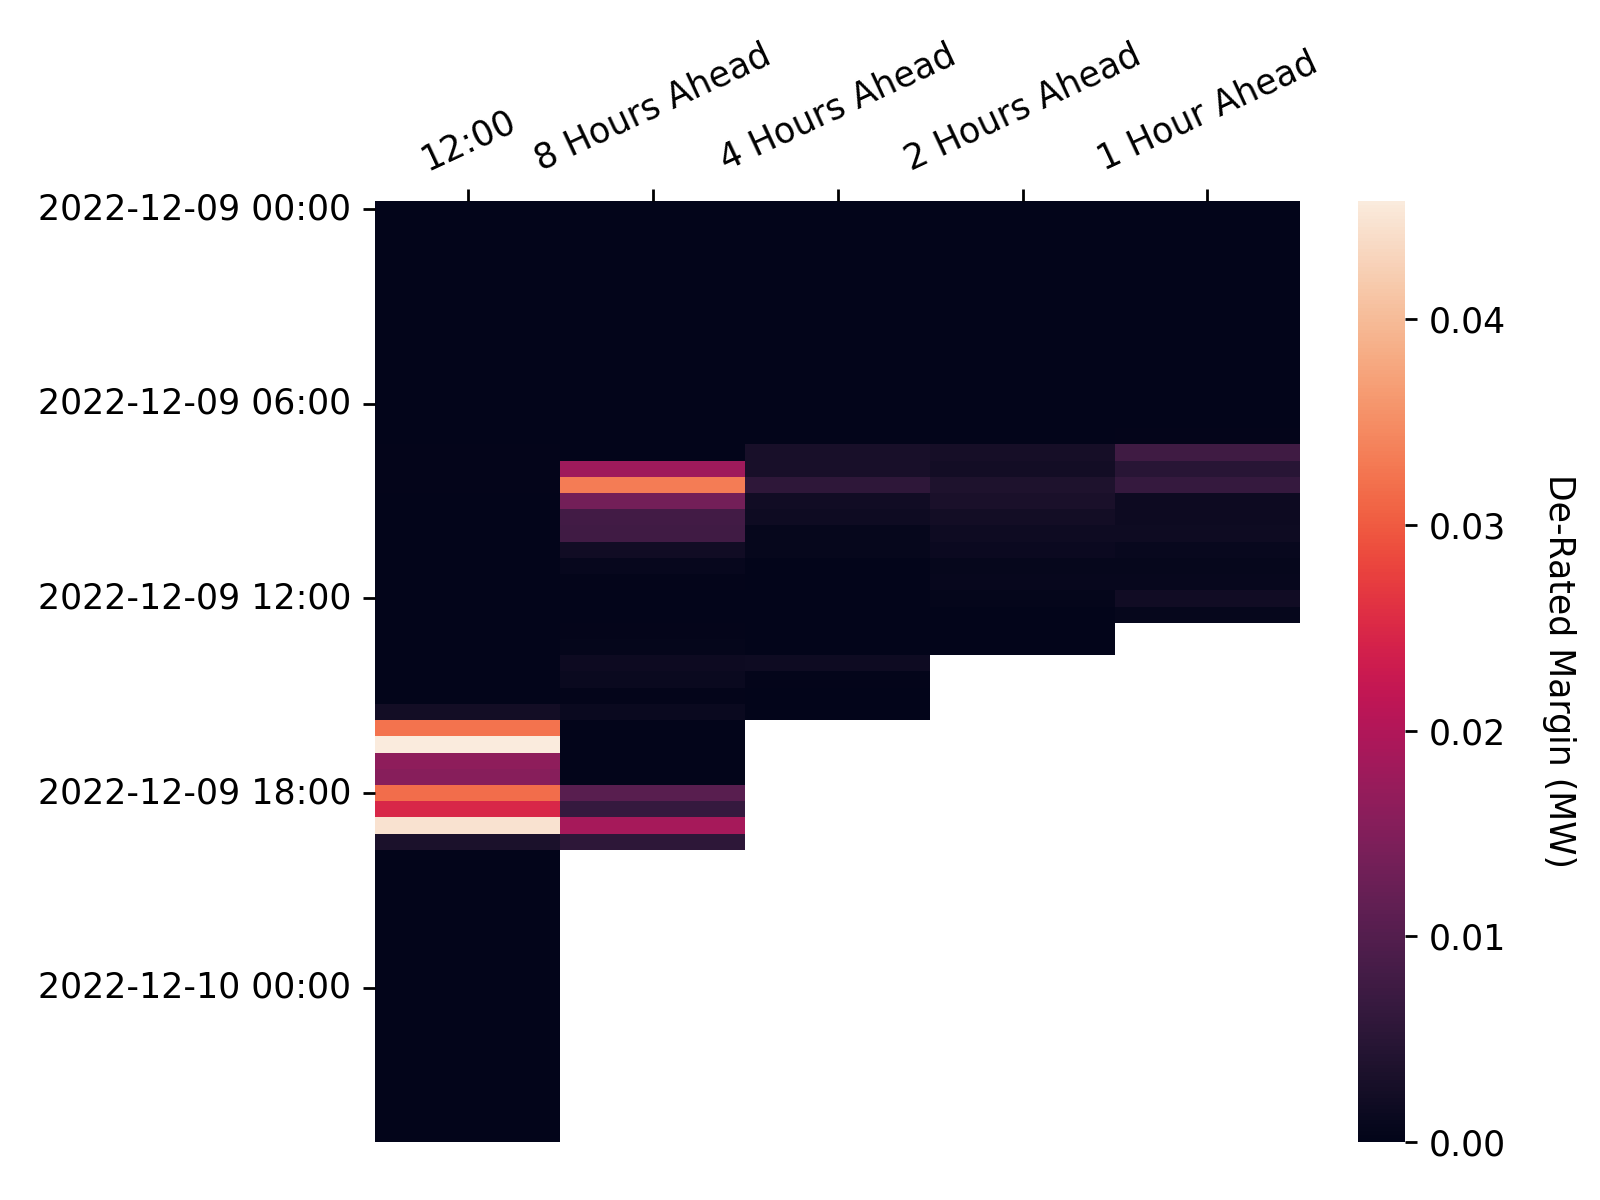 12:00
8 Hours Ahead
4 Hours Ahead
2 Hours Ahead
1 Hour Ahead
2022-12-09 00:00
2022-12-09 06:00
2022-12-09 12:00
2022-12-09 18:00
2022-12-10 00:00
0.04
0.03
0.02
0.01
0.00
De-Rated Margin (MW)